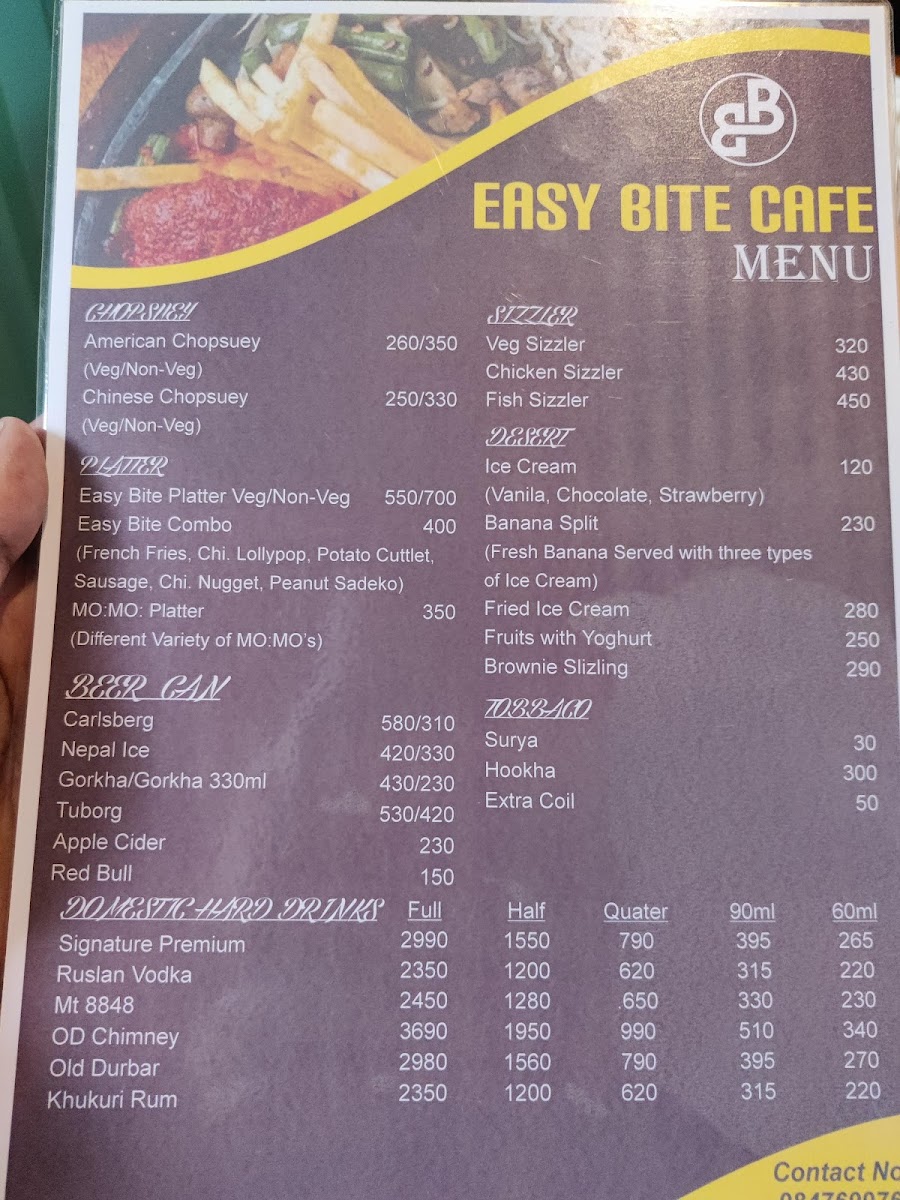 BB
EASY BITE CAFE
MENU
CHOPSUEY
American Chopsuey 260/350
(Veg/Non-Veg)
Chinese Chopsuey 250/330
(Veg/Non-Veg)
PLATTER
Easy Bite Platter Veg/Non-Veg 550/700
Easy Bite Combo 400
(French Fries, Chi. Lollypop, Potato Cuttlet,
Sausage, Chi. Nugget, Peanut Sadeko)
MO:MO: Platter 350
(Different Variety of MO:MO's)
BEER CAN
Carlsberg 580/310
Nepal Ice 420/330
Gorkha/Gorkha 330ml 430/230
Tuborg 530/420
Apple Cider 230
Red Bull 150
SIZZLER
Veg Sizzler 320
Chicken Sizzler 430
Fish Sizzler 450
DESERT
Ice Cream 120
(Vanila, Chocolate, Strawberry)
Banana Split 230
(Fresh Banana Served with three types
of Ice Cream)
Fried Ice Cream 280
Fruits with Yoghurt 250
Brownie Slizling 290
TOBBACO
Surya 30
Hookha 300
Extra Coil 50
DOMESTIC HARD DRINKS Full Half Quater 90ml 60ml
Signature Premium 2990 1550 790 395 265
Ruslan Vodka 2350 1200 620 315 220
Mt 8848 2450 1280 650 330 230
OD Chimney 3690 1950 990 510 340
Old Durbar 2980 1560 790 395 270
Khukuri Rum 2350 1200 620 315 220
Contact No